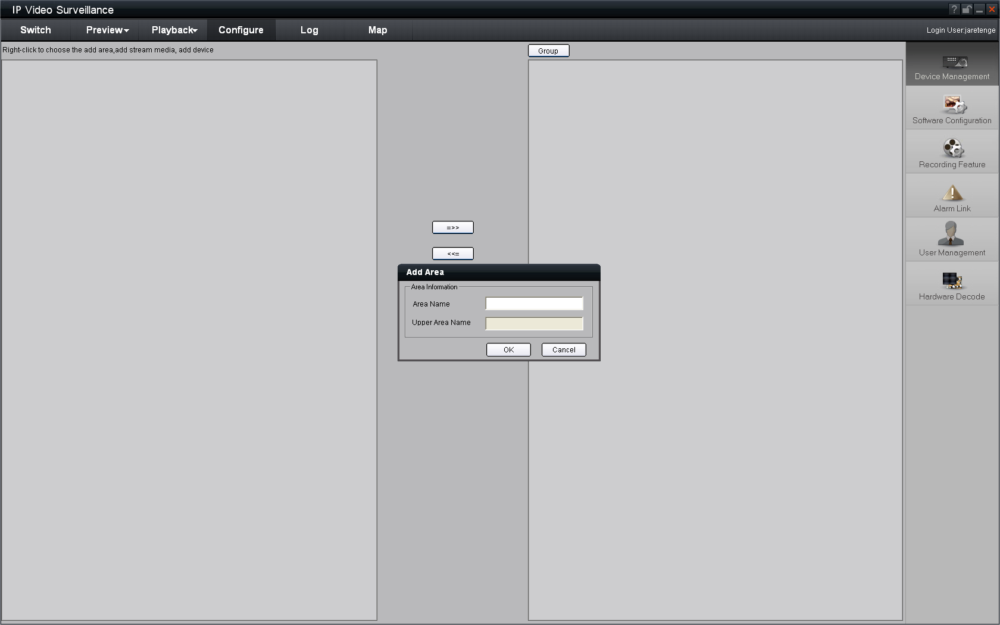 IP Video Surveillance
?
Switch Preview Playback Configure Log Map Login User:jaretenge
Right-click to choose the add area,add stream media, add device
Group
Device Management
Software Configuration
Recording Feature
Alarm Link
User Management
Hardware Decode
=>>
<<=
Add Area
Area Information
Area Name
Upper Area Name
OK Cancel